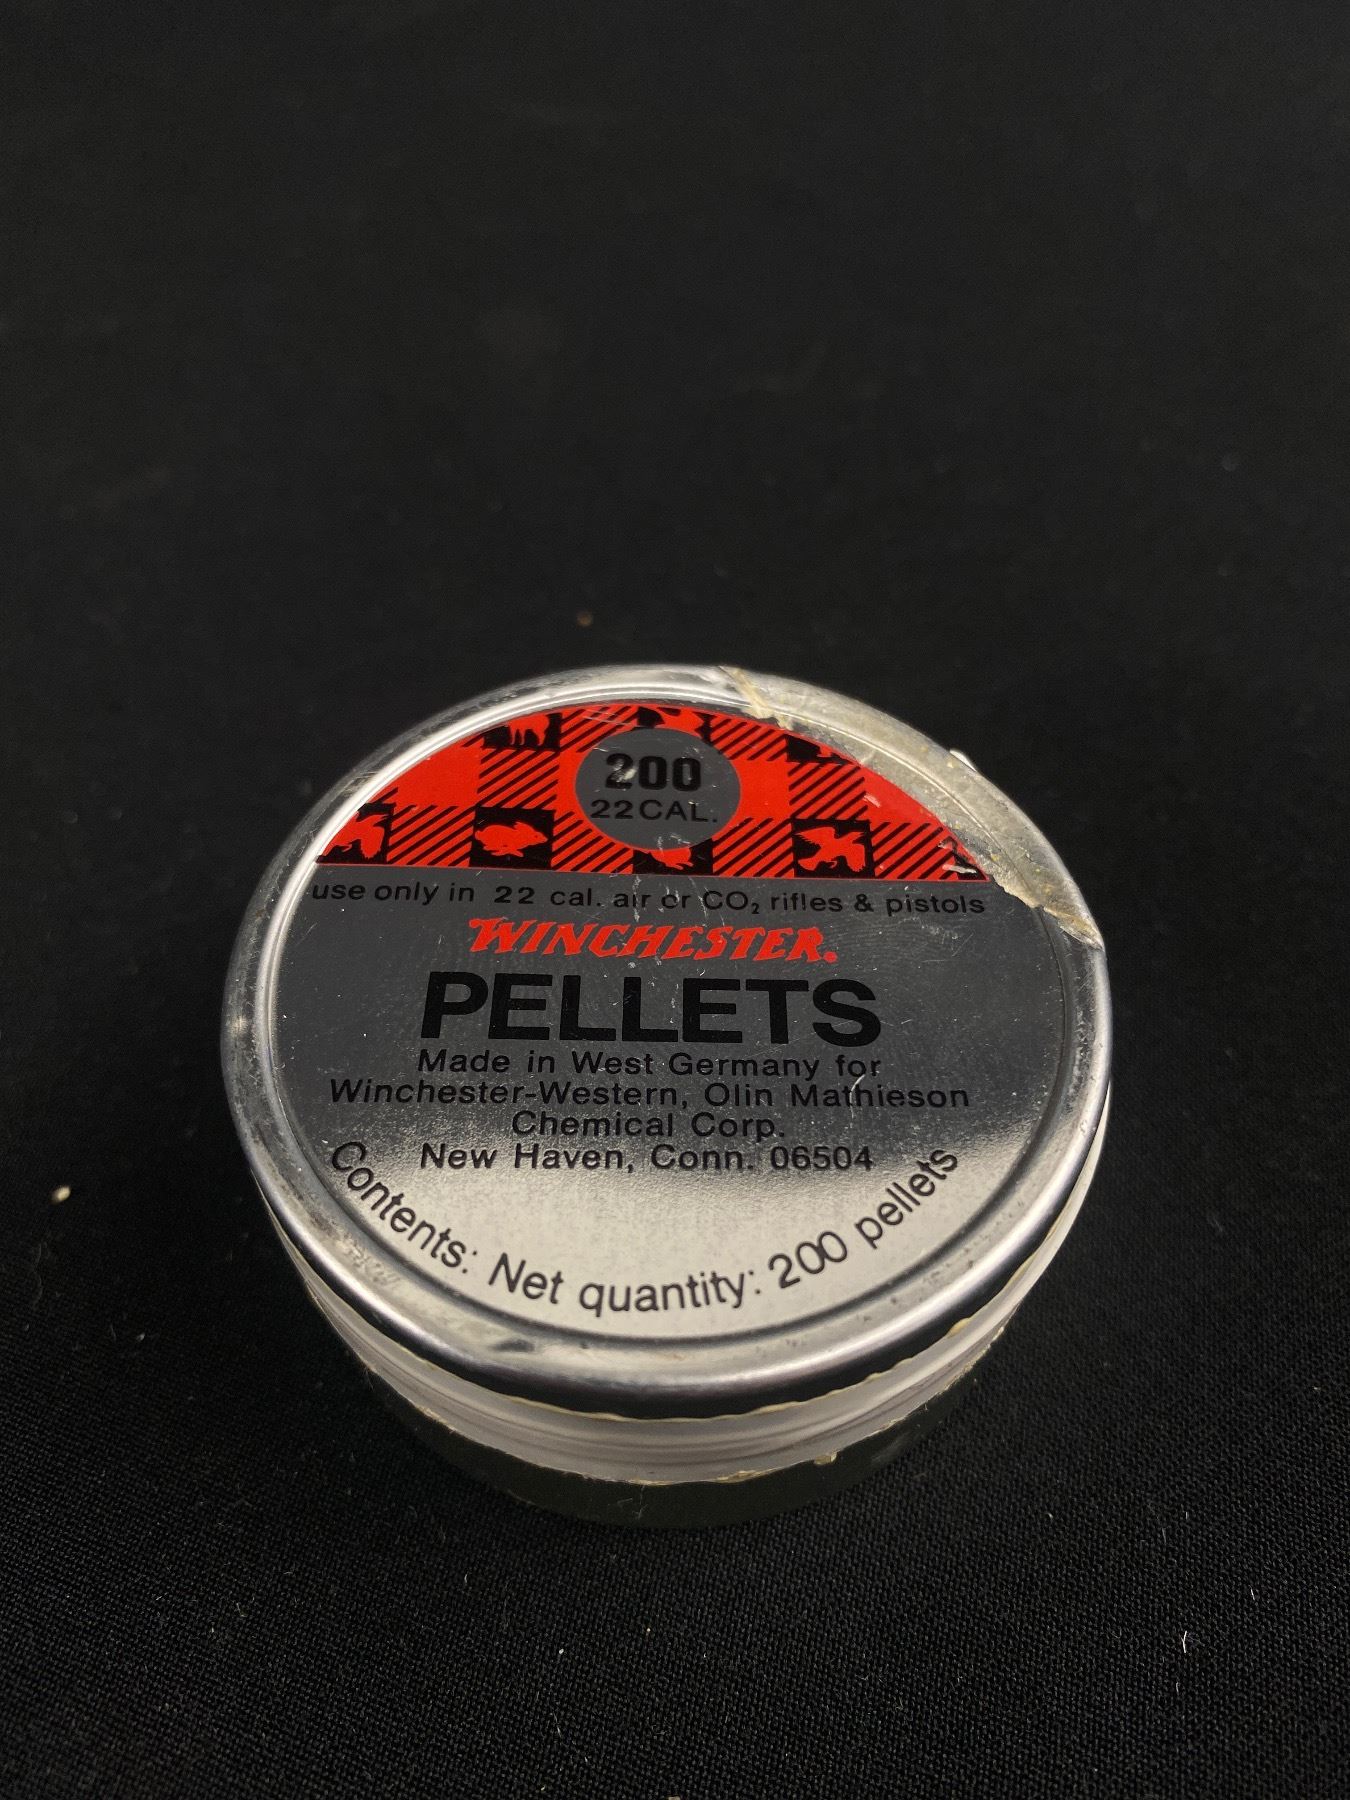 200
22 CAL.
use only in 22 cal. air or CO₂ rifles & pistols
WINCHESTER.
PELLETS
Made in West Germany for
Winchester-Western, Olin Mathieson
Chemical Corp.
New Haven, Conn. 06504
Contents: Net quantity: 200 pellets